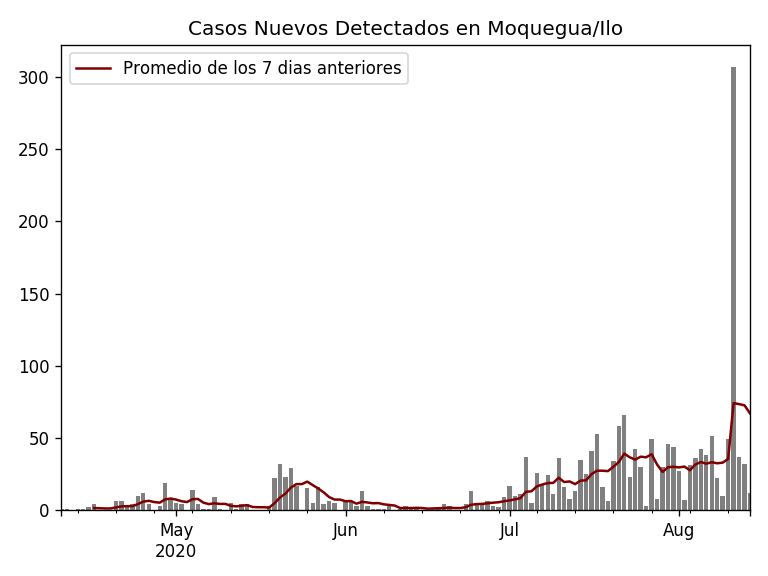 Casos Nuevos Detectados en Moquegua/Ilo
Promedio de los 7 dias anteriores
300
250
200
150
100
50
0
May Jun Jul Aug
2020